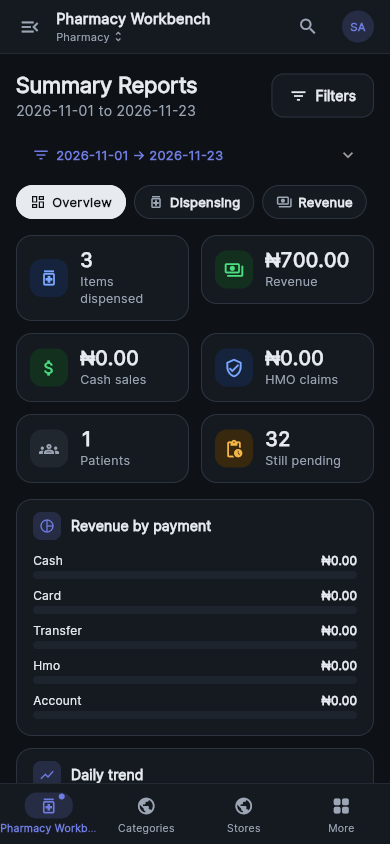 Pharmacy Workbench
Pharmacy
SA
Summary Reports
2026-11-01 to 2026-11-23
Filters
2026-11-01 → 2026-11-23
Overview
Dispensing
Revenue
3
Items
dispensed
₦700.00
Revenue
₦0.00
Cash sales
₦0.00
HMO claims
1
Patients
32
Still pending
Revenue by payment
Cash ₦0.00
Card ₦0.00
Transfer ₦0.00
Hmo ₦0.00
Account ₦0.00
Daily trend
Pharmacy Workb...
Categories
Stores
More